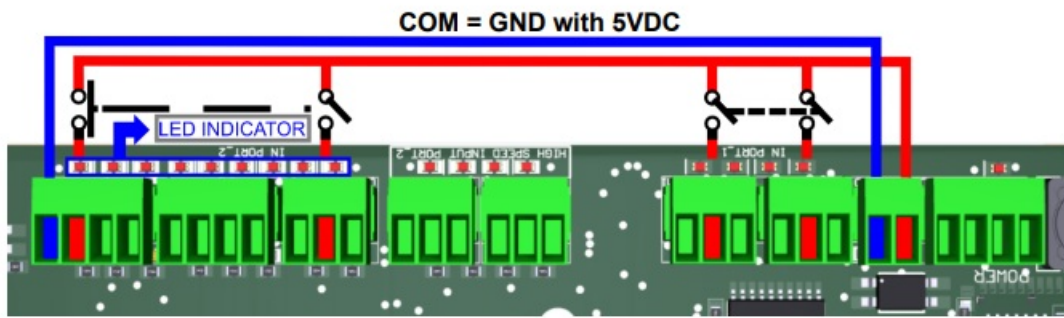 COM = GND with 5VDC
LED INDICATOR
IN PORT_2
HIGH SPEED INPUT PORT_2
IN PORT_1
POWER